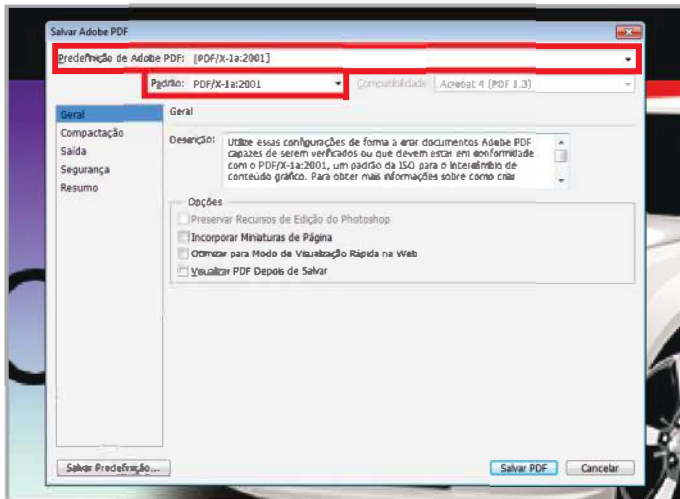 Salvar Adobe PDF
Predefinição de Adobe PDF: [PDF/X-1a:2001]
Padrão: PDF/X-1a:2001 Compatibilidade Acrobat 4 (PDF 1.3)
Geral
Compactação
Saída
Segurança
Resumo
Geral
Descrição: Utilize essas configurações de forma a criar documentos Adobe PDF
capazes de serem verificados ou que devem estar em conformidade
com o PDF/X-1a:2001, um padrão da ISO para o intercâmbio de
conteúdo gráfico. Para obter mais informações sobre como criar
Opções
Preservar Recursos de Edição do Photoshop
Incorporar Miniaturas de Página
Otimizar para Modo de Visualização Rápida na Web
Visualizar PDF Depois de Salvar
Salvar Predefinição... Salvar PDF Cancelar